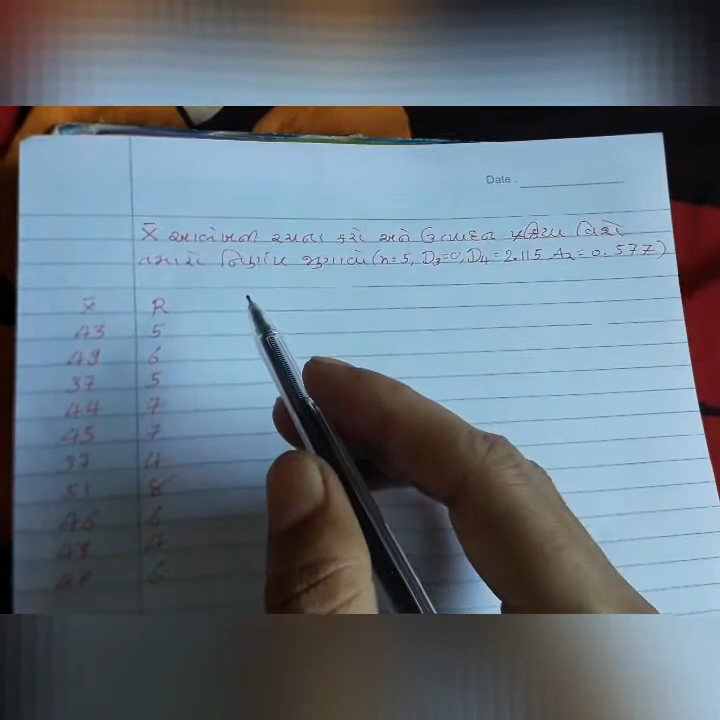 Date :
X̄ આલેખની રચના કરો અને ઉત્પાદન પ્રક્રિયા વિશે
તમારો નિર્ણય જણાવો (n=5, D3=0, D4=2.115 A2=0.577)
X̄ R
43 5
49 6
37 5
44 7
45 7
37 4
51 8
46 6
4
47 6